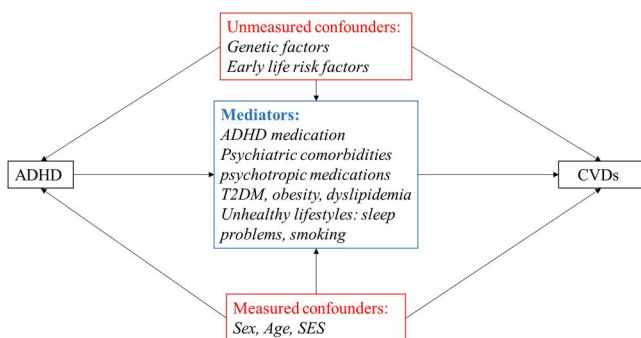 Unmeasured confounders:
Genetic factors
Early life risk factors
Mediators:
ADHD medication
Psychiatric comorbidities
psychotropic medications
T2DM, obesity, dyslipidemia
Unhealthy lifestyles: sleep
problems, smoking
ADHD
CVDs
Measured confounders:
Sex, Age, SES